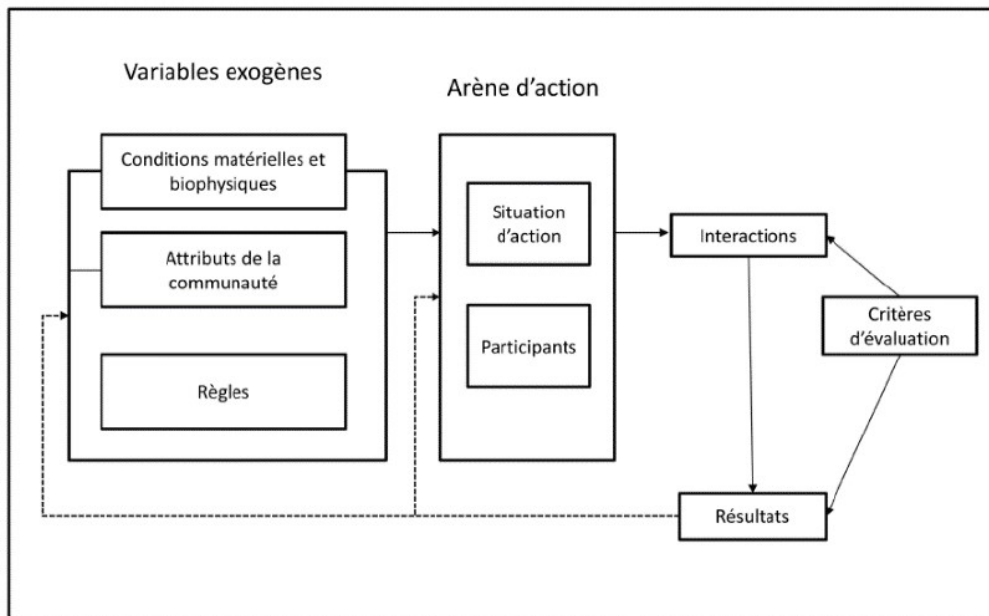 Variables exogènes
Conditions matérielles et
biophysiques
Attributs de la
communauté
Règles
Arène d'action
Situation
d'action
Participants
Interactions
Critères
d'évaluation
Résultats